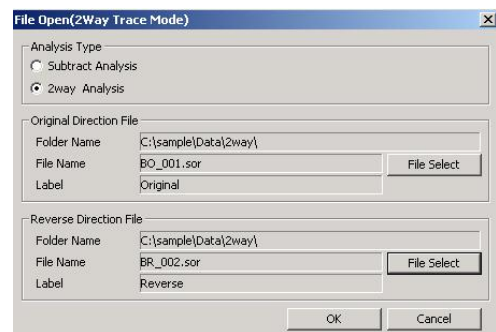 File Open(2Way Trace Mode)
Analysis Type
Subtract Analysis
2way Analysis
Original Direction File
Folder Name C:\sample\Data\2way\
File Name BO_001.sor File Select
Label Original
Reverse Direction File
Folder Name C:\sample\Data\2way\
File Name BR_002.sor File Select
Label Reverse
OK Cancel